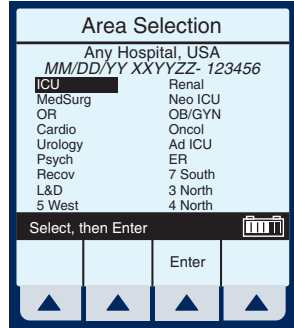 Area Selection
Any Hospital, USA
MM/DD/YY XXYYZZ- 123456
ICU Renal
MedSurg Neo ICU
OR OB/GYN
Cardio Oncol
Urology Ad ICU
Psych ER
Recov 7 South
L&D 3 North
5 West 4 North
Select, then Enter
Enter